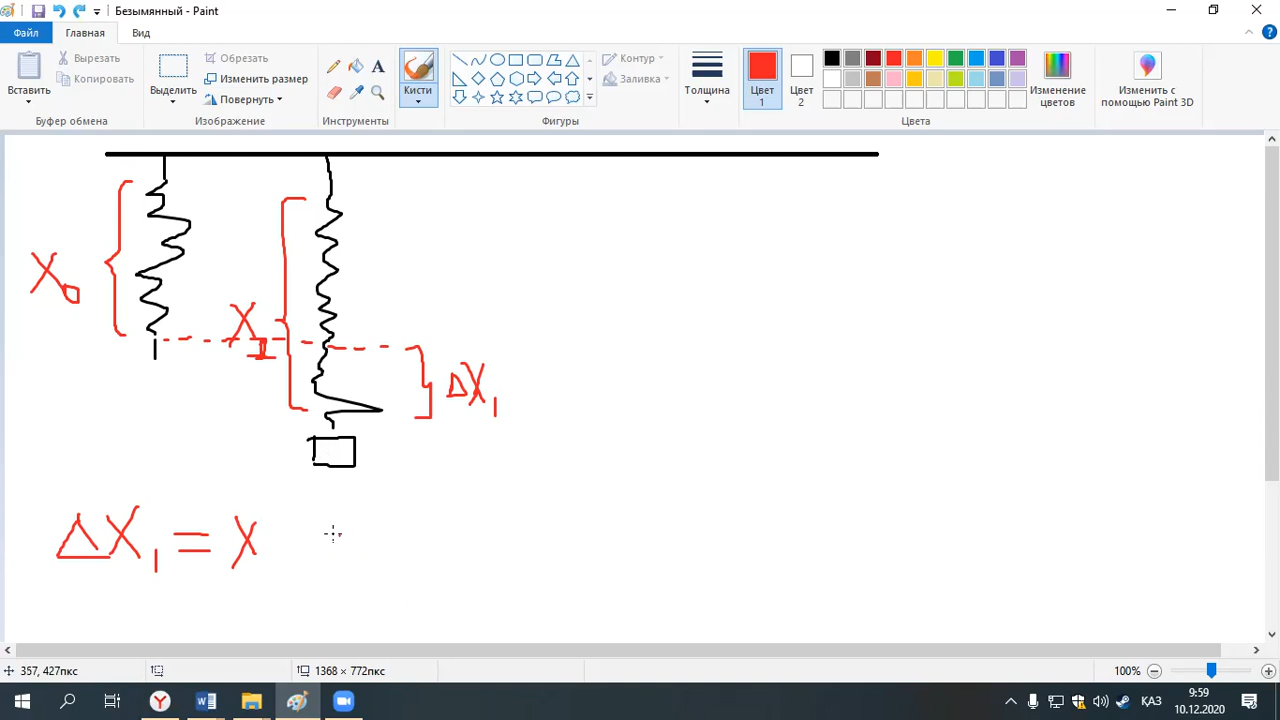 Безымянный - Paint
Файл Главная Вид
Вставить
Вырезать
Копировать
Буфер обмена
Выделить
Обрезать
Изменить размер
Повернуть
Изображение
Инструменты
Кисти
Контур
Заливка
Фигуры
Толщина
Цвет 1
Цвет 2
Изменение цветов
Цвета
Изменить с помощью Paint 3D
X₀
X₁
ΔX₁
ΔX₁ = X
357, 427пкс
1368 × 772пкс
100%
КАЗ
9:59
10.12.2020